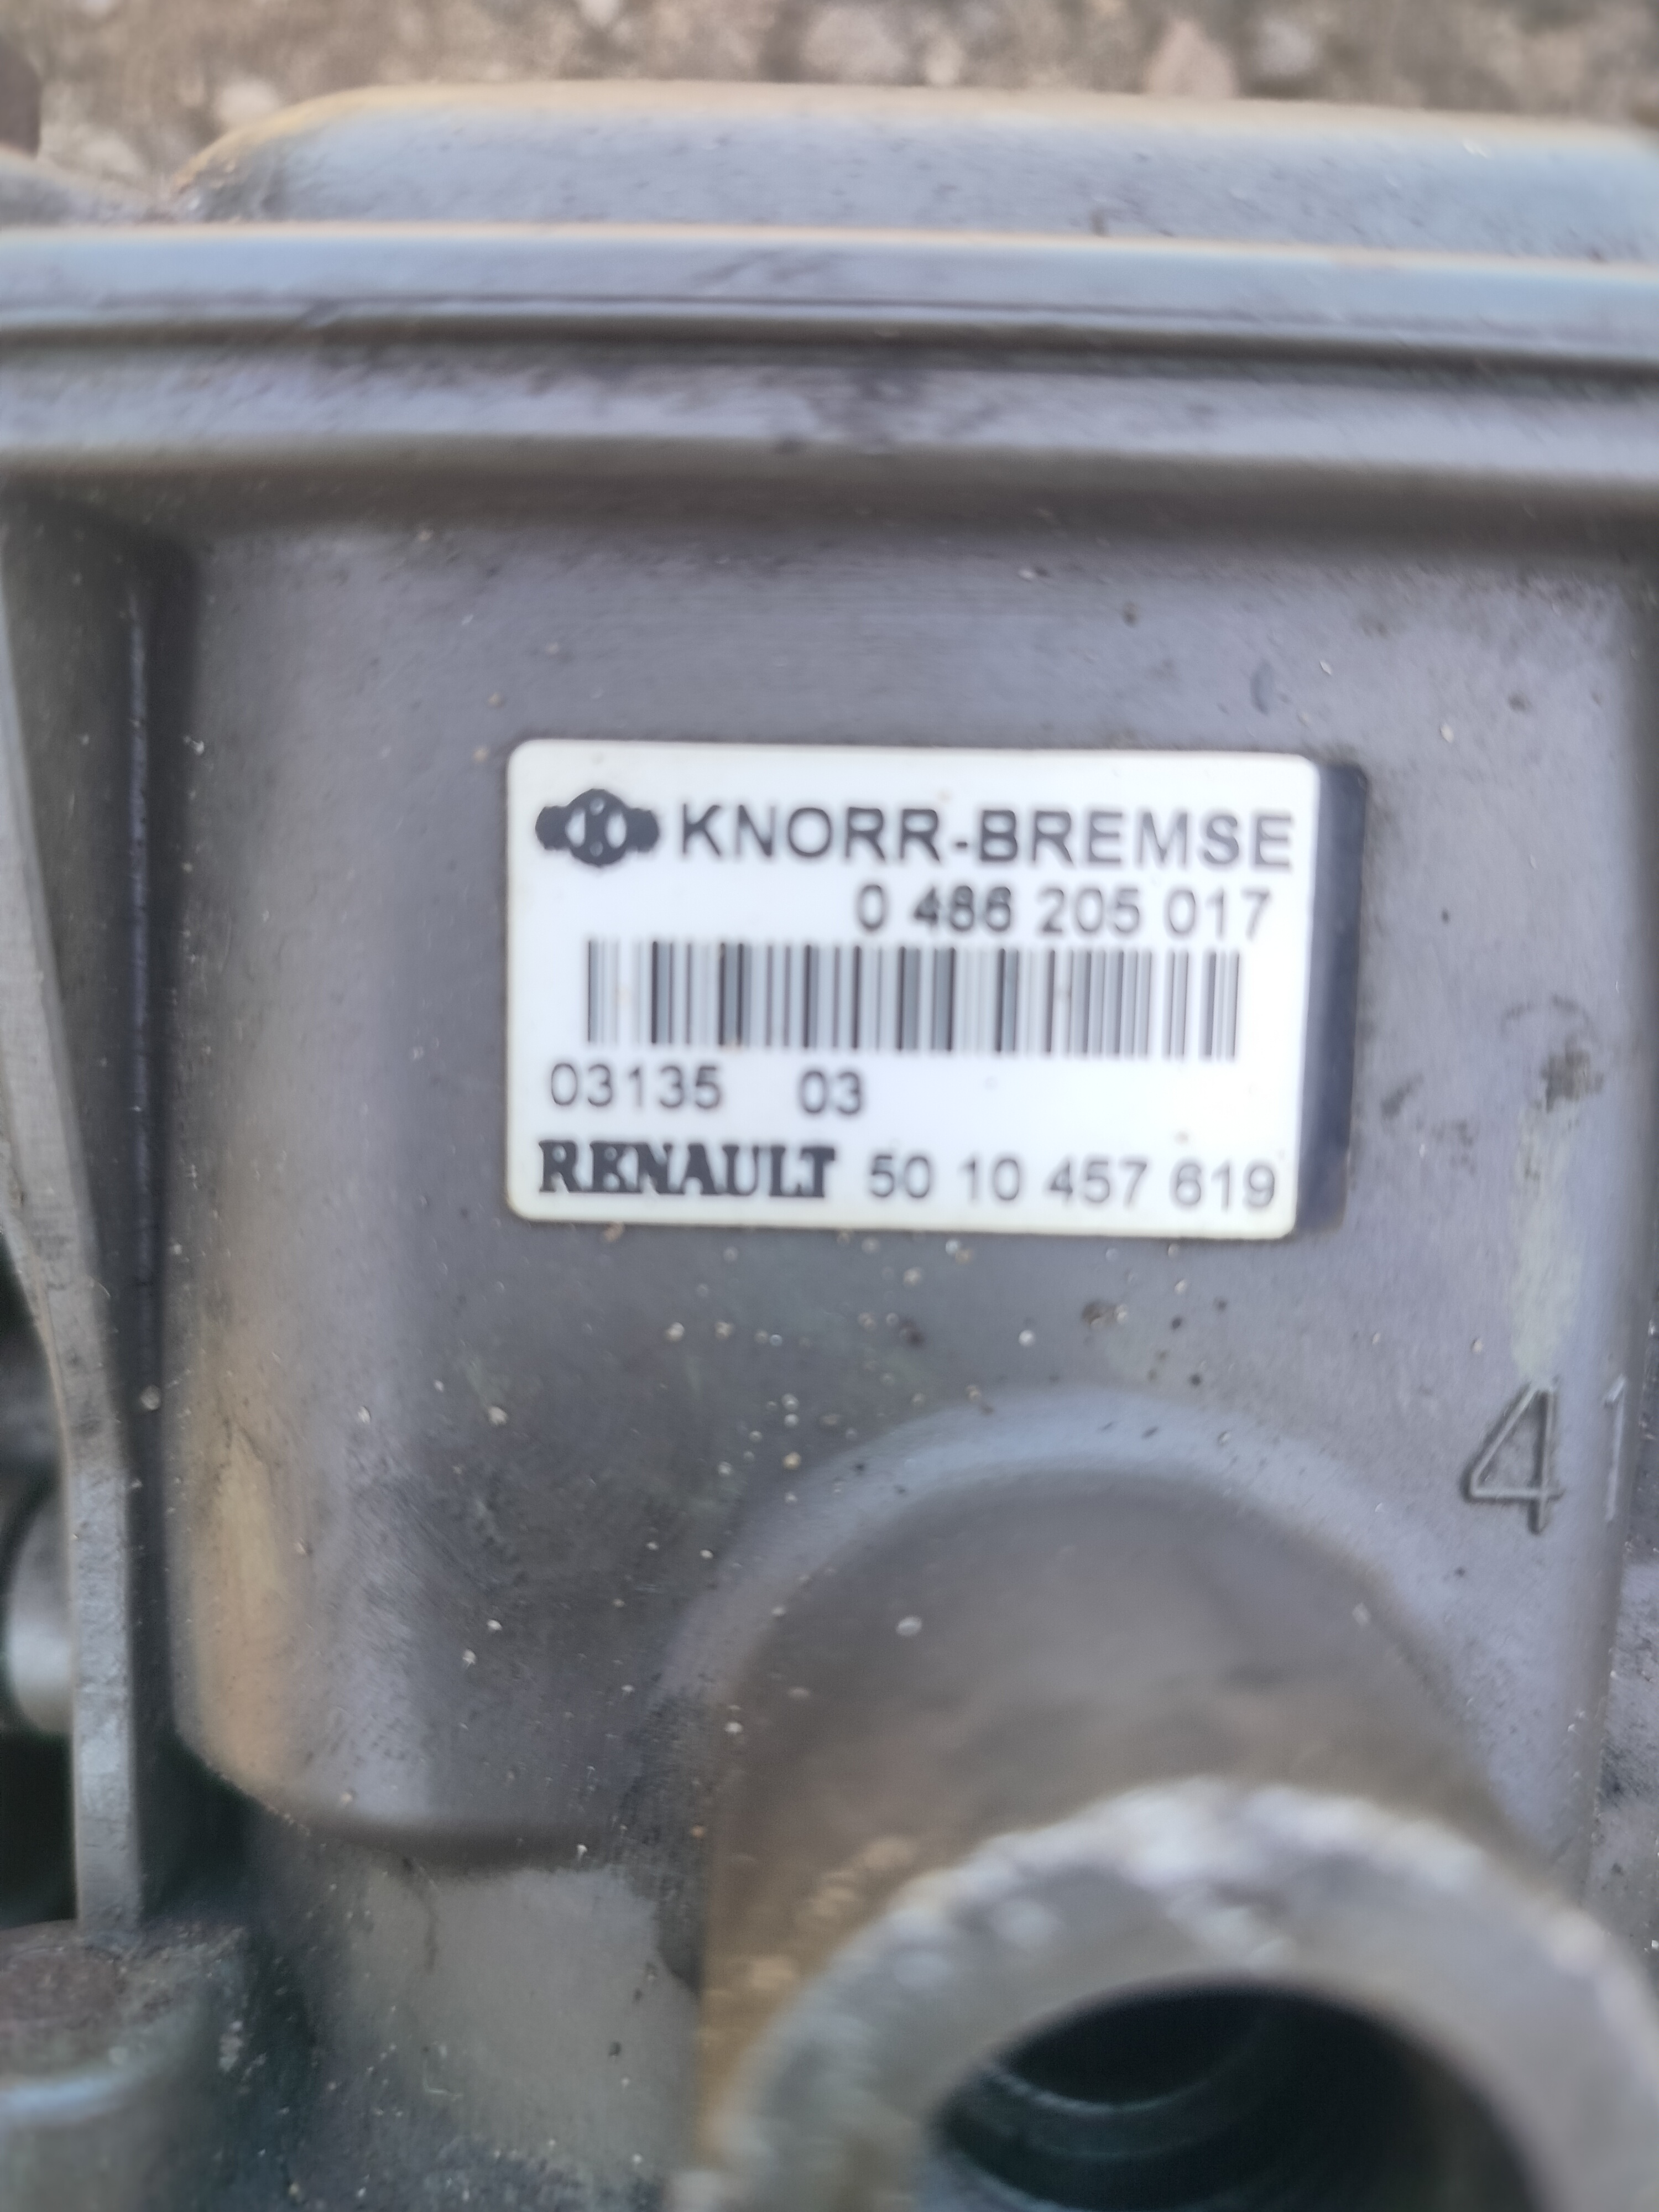 KNORR-BREMSE
0 486 205 017
03135 03
RENAULT 50 10 457 619
41